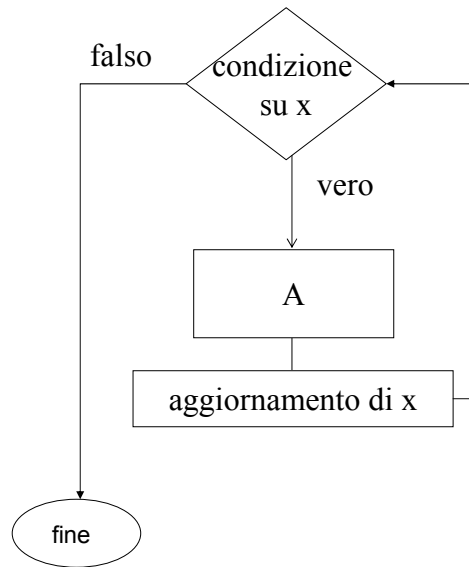 falso
condizione
su x
vero
A
aggiornamento di x
fine